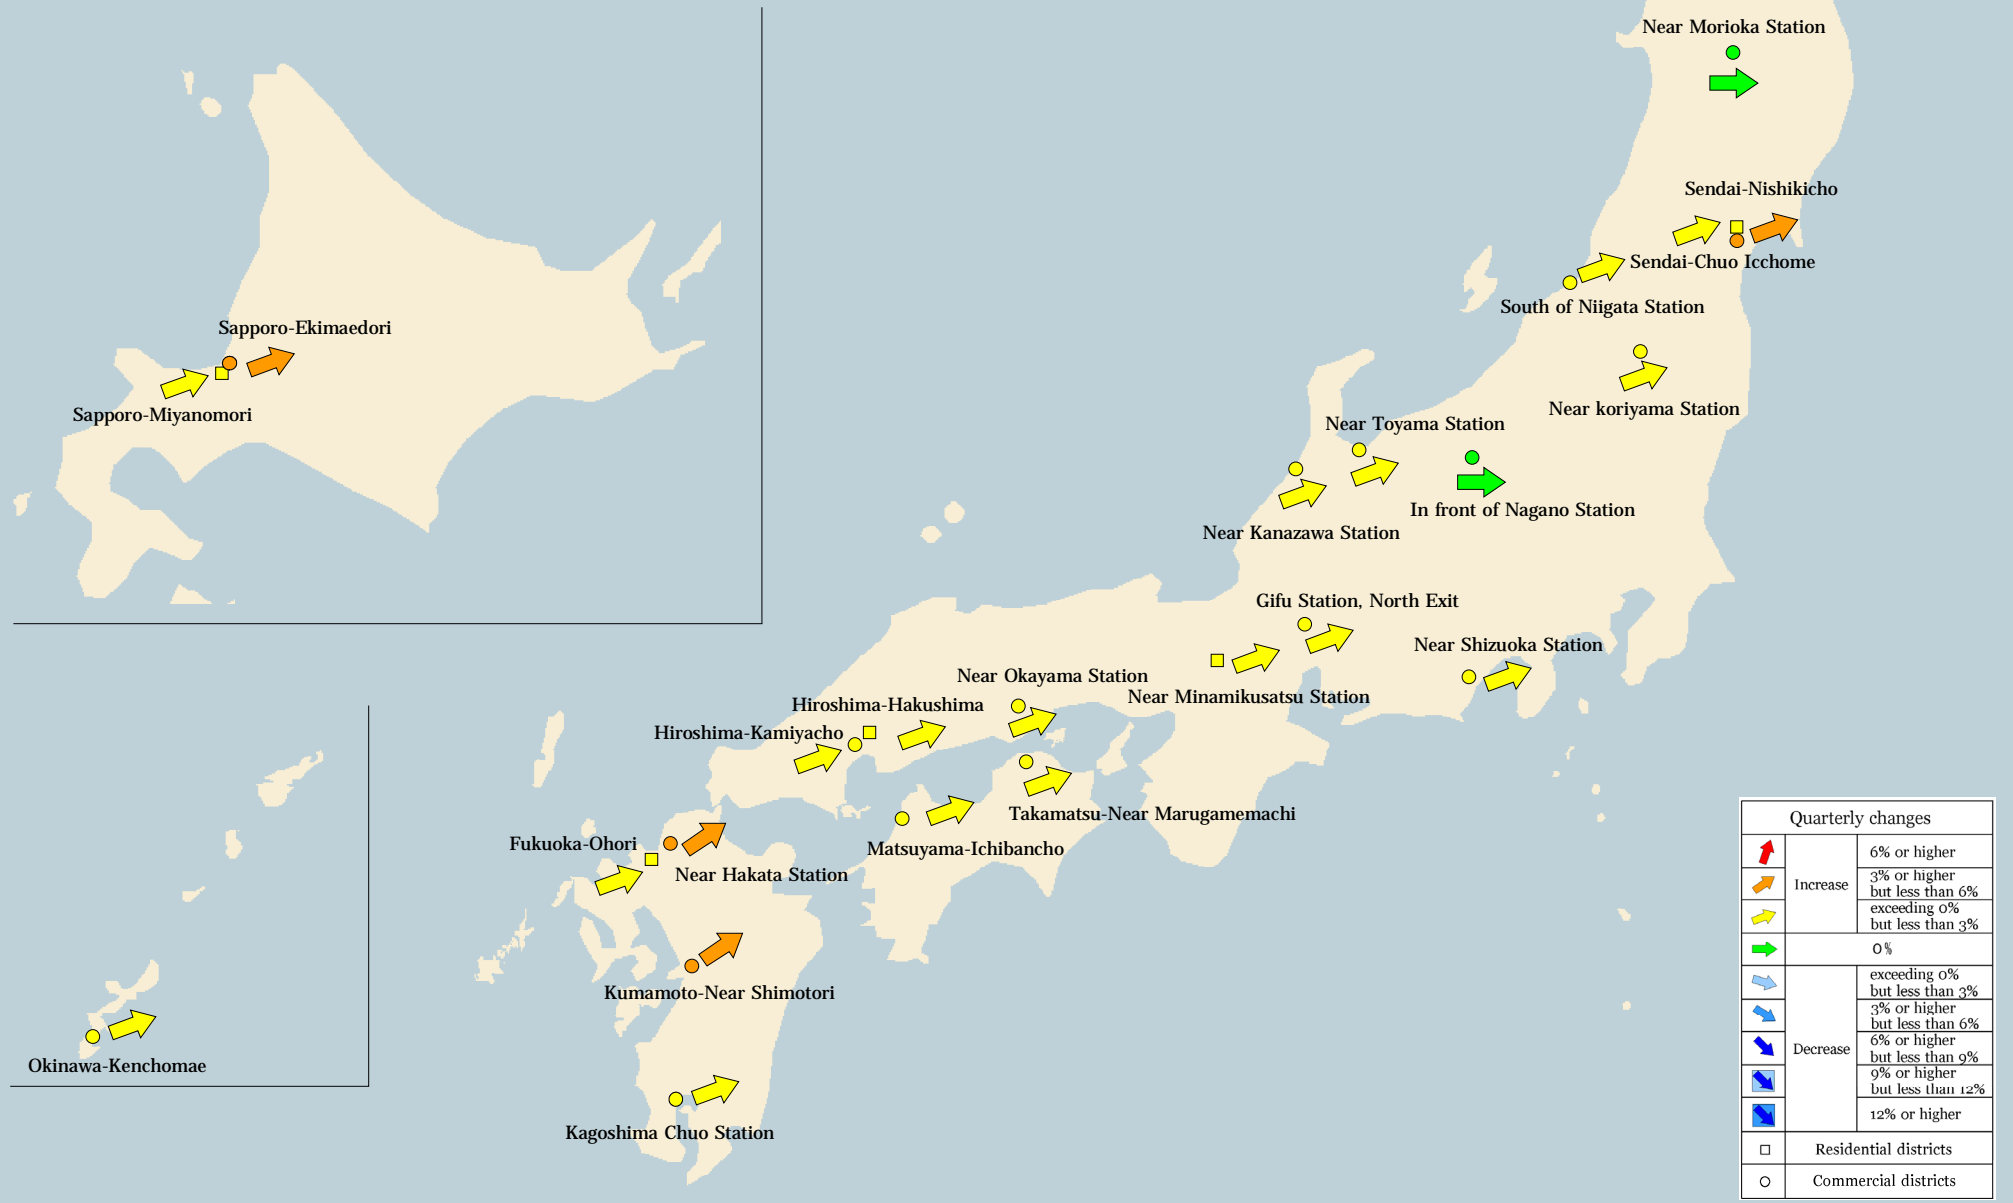 Near Morioka Station
Sendai-Nishikicho
Sendai-Chuo Icchome
South of Niigata Station
Sapporo-Ekimaedori
Sapporo-Miyanomori
Near koriyama Station
Near Toyama Station
In front of Nagano Station
Near Kanazawa Station
Gifu Station, North Exit
Near Shizuoka Station
Near Okayama Station
Near Minamikusatsu Station
Hiroshima-Hakushima
Hiroshima-Kamiyacho
Takamatsu-Near Marugamemachi
Fukuoka-Ohori
Matsuyama-Ichibancho
Near Hakata Station
Kumamoto-Near Shimotori
Okinawa-Kenchomae
Kagoshima Chuo Station
Quarterly changes
Increase
6% or higher
3% or higher
but less than 6%
exceeding 0%
but less than 3%
0%
Decrease
exceeding 0%
but less than 3%
3% or higher
but less than 6%
6% or higher
but less than 9%
9% or higher
but less than 12%
12% or higher
Residential districts
Commercial districts